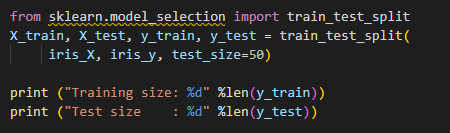 from sklearn.model_selection import train_test_split
X_train, X_test, y_train, y_test = train_test_split(
      iris_X, iris_y, test_size=50)

print ("Training size: %d" %len(y_train))
print ("Test size    : %d" %len(y_test))